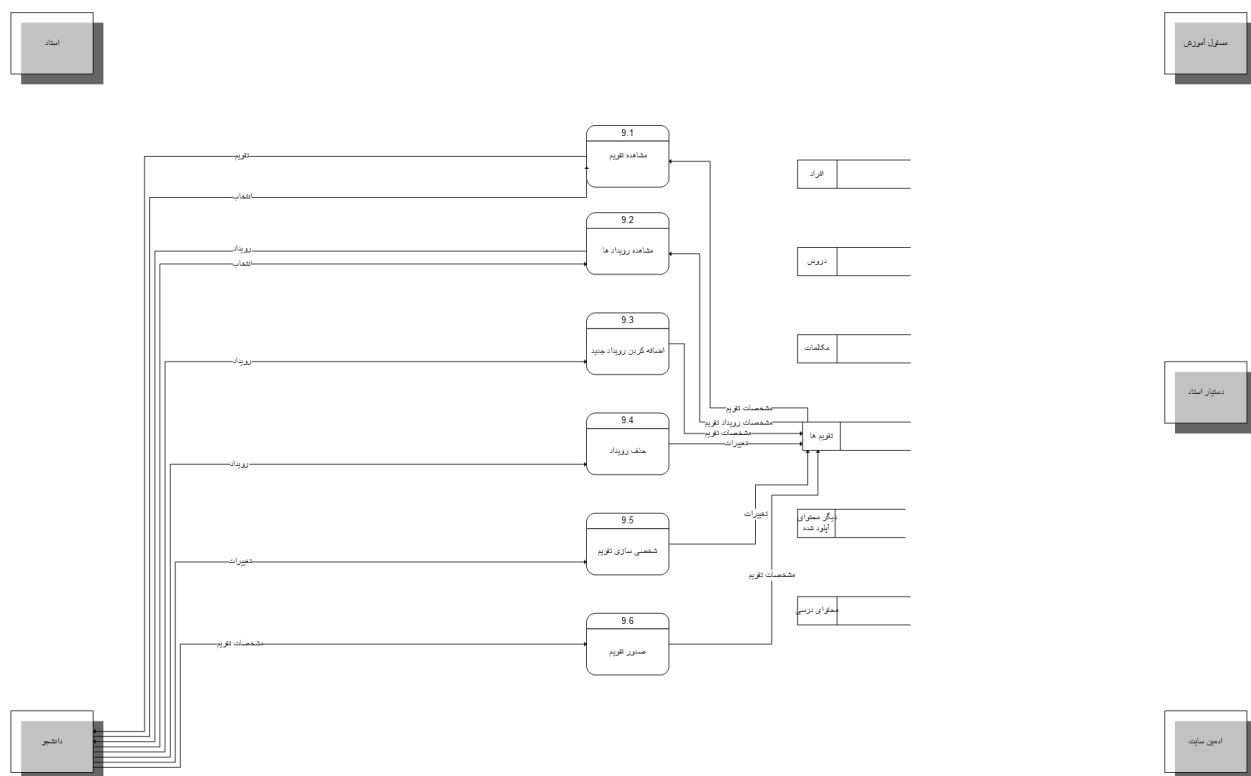 استاد
مسئول آموزش
9.1
مشاهده تقویم
تقویم
انتخاب
افراد
9.2
مشاهده رویداد ها
رویداد
انتخاب
دروس
9.3
اضافه کردن رویداد جدید
رویداد
مکالمات
دستیار استاد
مشخصات تقویم
مشخصات رویداد تقویم
مشخصات تقویم
تغییرات
تقویم ها
9.4
حذف رویداد
رویداد
9.5
شخصی سازی تقویم
تغییرات
تغییرات
دیگر محتوای
آپلود شده
مشخصات تقویم
محتوای درسی
9.6
صدور تقویم
مشخصات تقویم
دانشجو
ادمین سایت